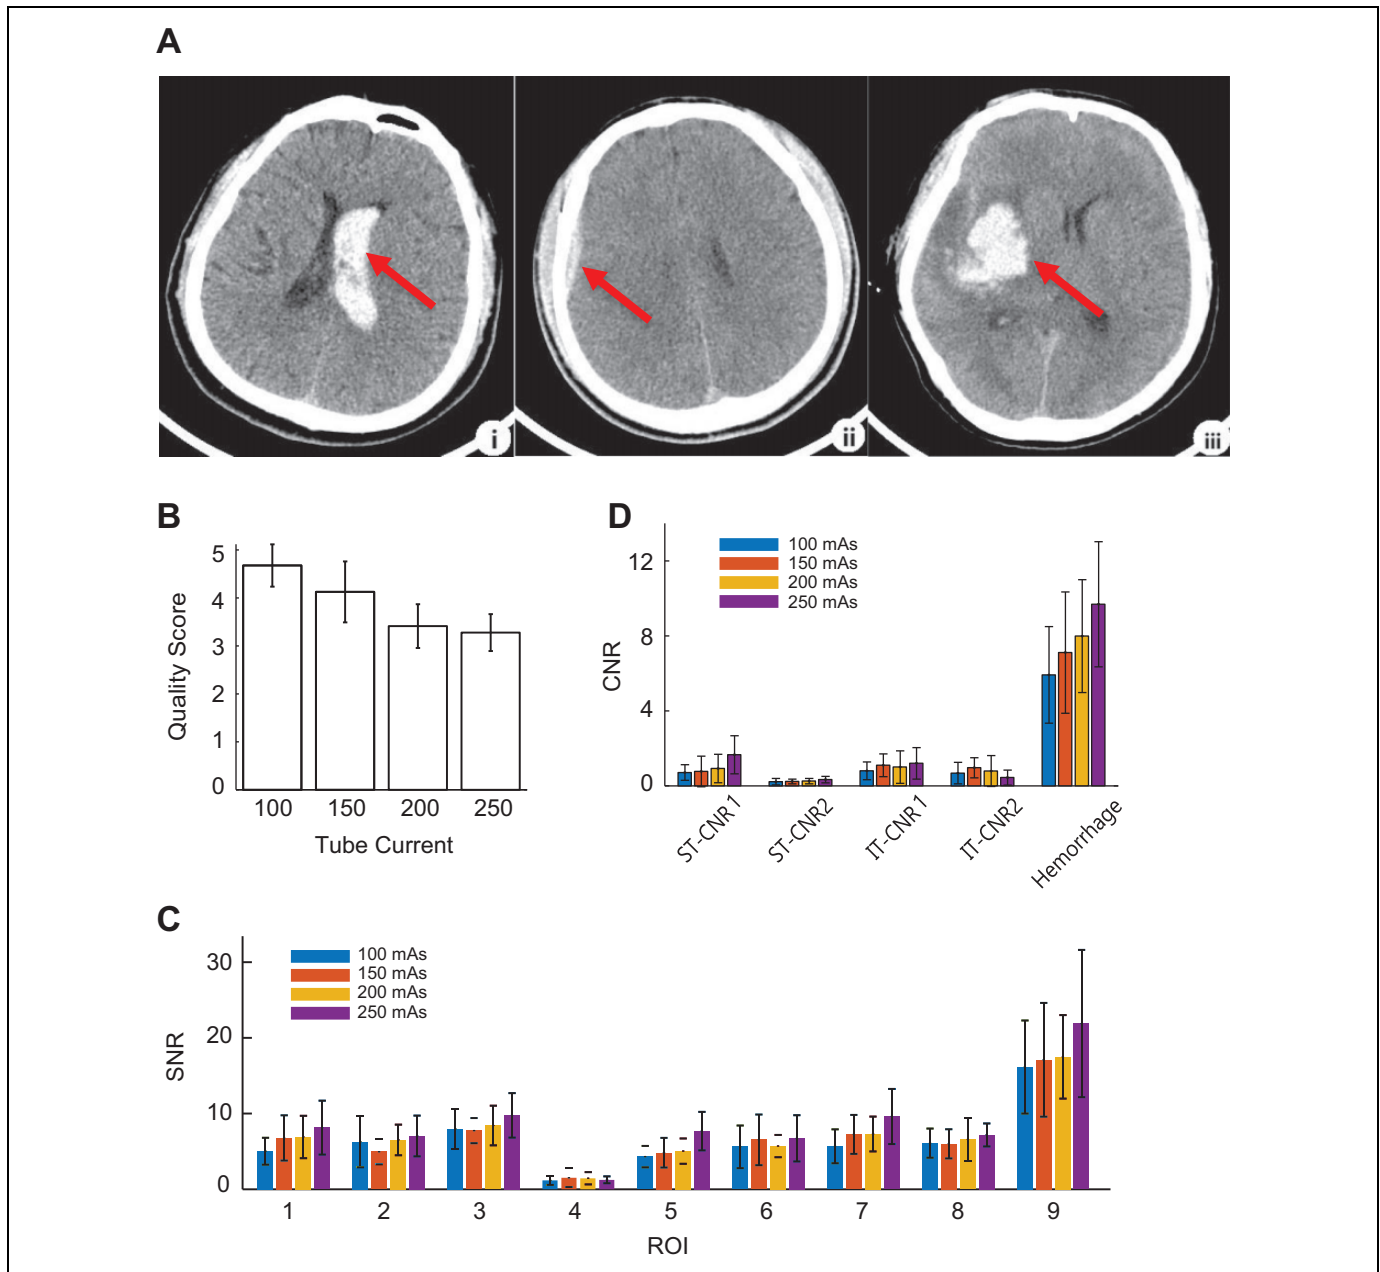 A
i
ii
iii
B
5
4
3
2
1
0
Quality Score
100 150 200 250
Tube Current
D
100 mAs
150 mAs
200 mAs
250 mAs
12
8
4
0
CNR
ST-CNR1
ST-CNR2
IT-CNR1
IT-CNR2
Hemorrhage
C
100 mAs
150 mAs
200 mAs
250 mAs
30
20
10
0
SNR
1 2 3 4 5 6 7 8 9
ROI